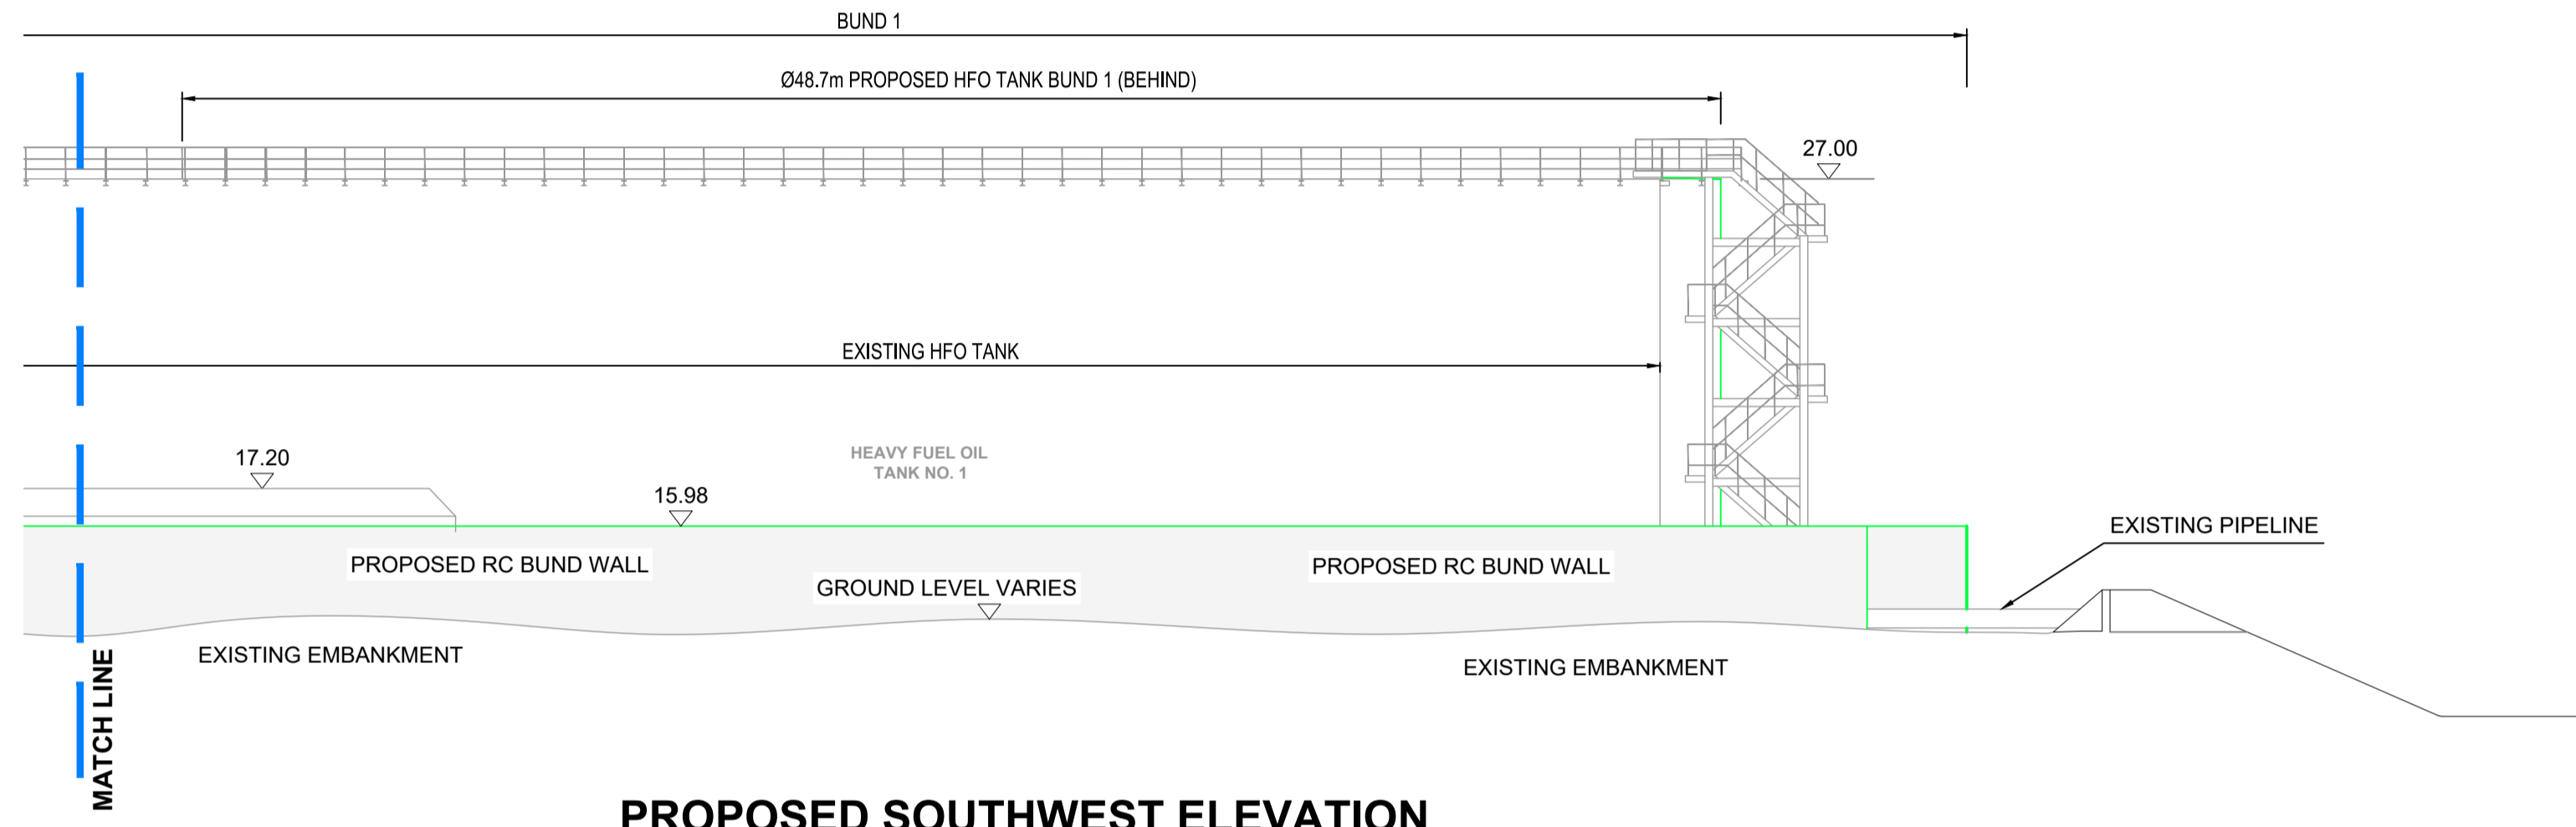 BUND 1
Ø48.7m PROPOSED HFO TANK BUND 1 (BEHIND)
27.00
EXISTING HFO TANK
HEAVY FUEL OIL
TANK NO. 1
17.20
15.98
EXISTING PIPELINE
PROPOSED RC BUND WALL
PROPOSED RC BUND WALL
GROUND LEVEL VARIES
EXISTING EMBANKMENT
EXISTING EMBANKMENT
MATCH LINE
PROPOSED SOUTHWEST ELEVATION